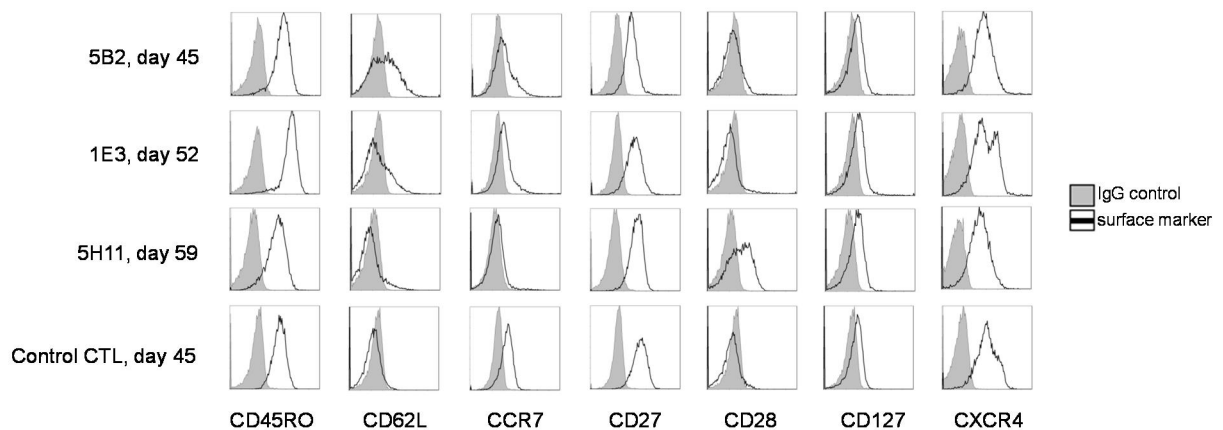 5B2, day 45
1E3, day 52
5H11, day 59
Control CTL, day 45
IgG control
surface marker
CD45RO CD62L CCR7 CD27 CD28 CD127 CXCR4